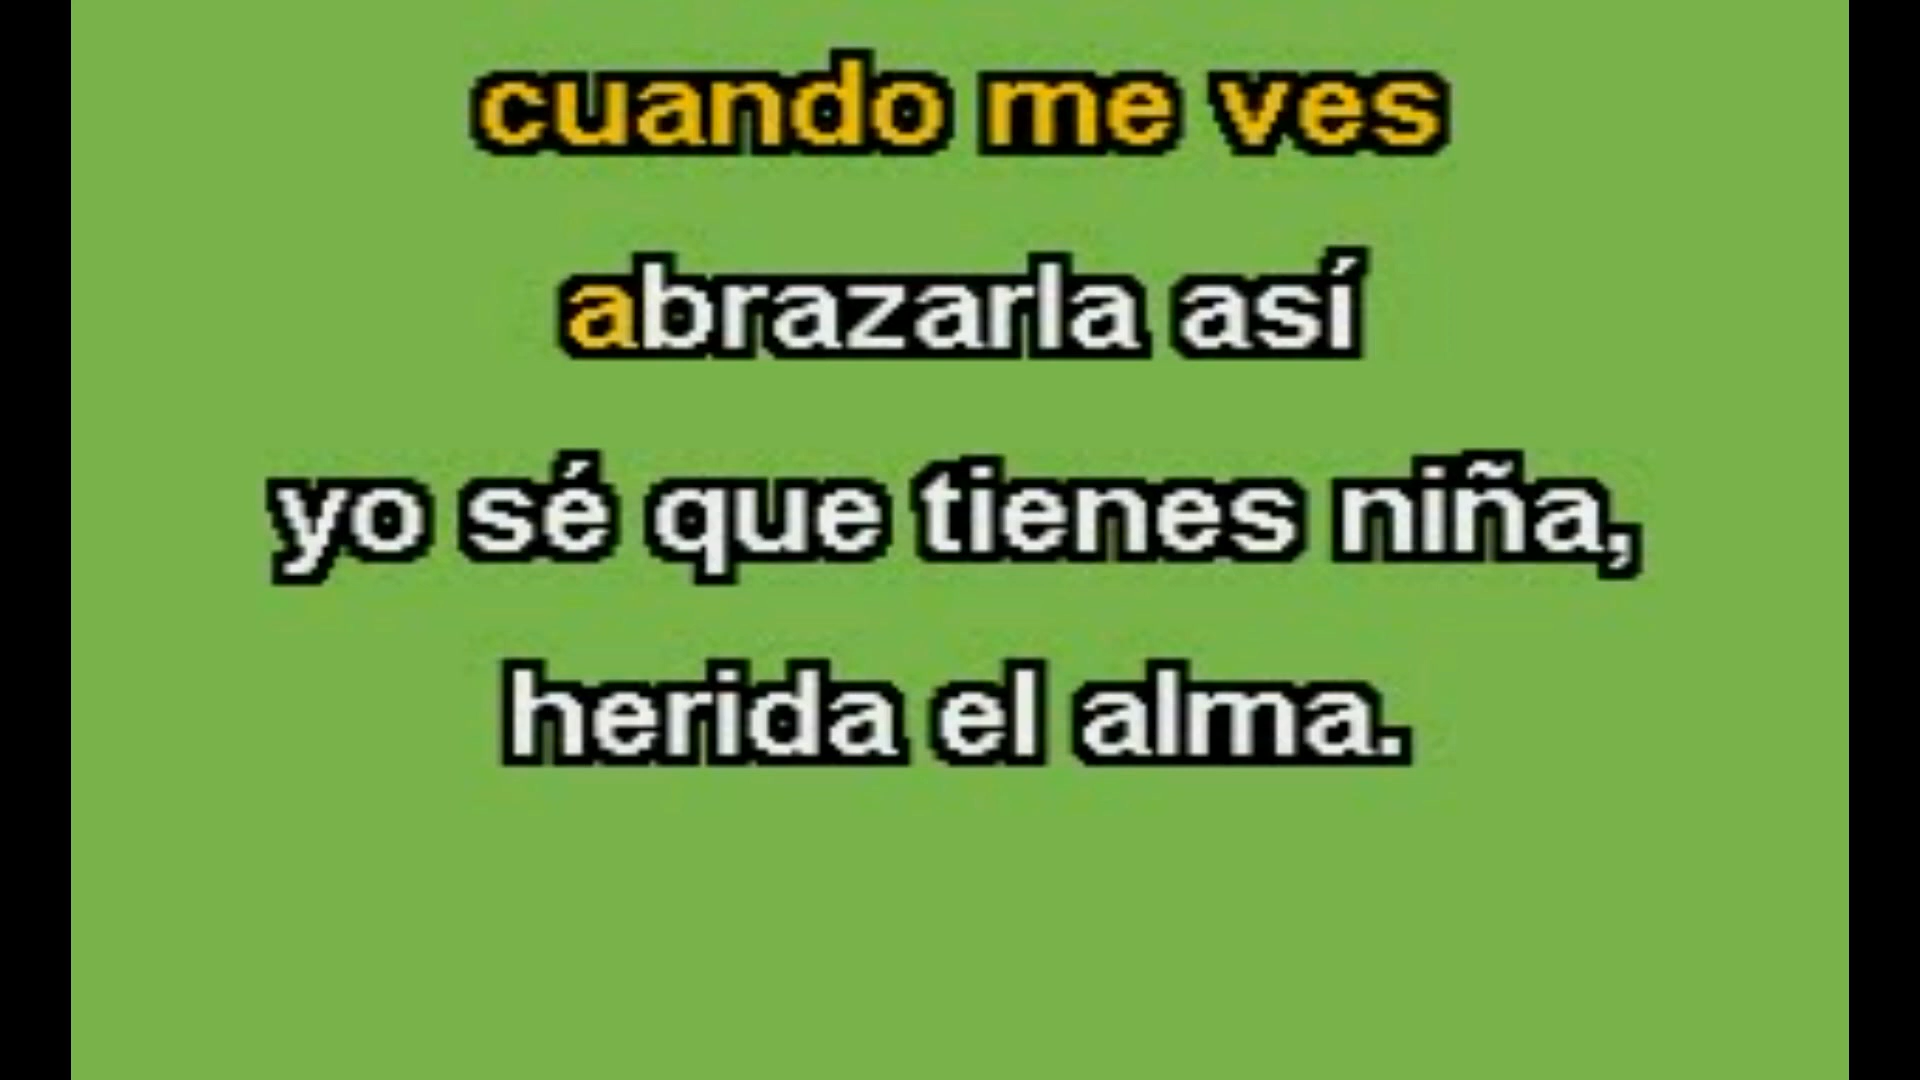 cuando me ves
abrazarla así
yo sé que tienes niña,
herida el alma.